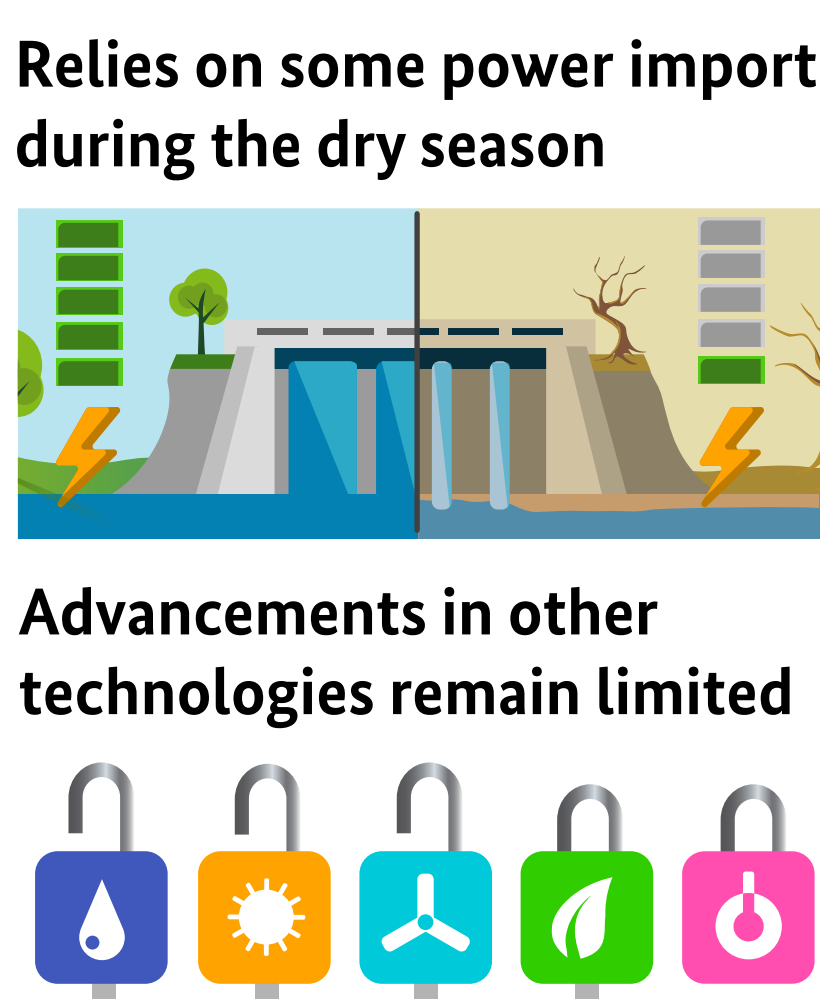 Relies on some power import
during the dry season
Advancements in other
technologies remain limited